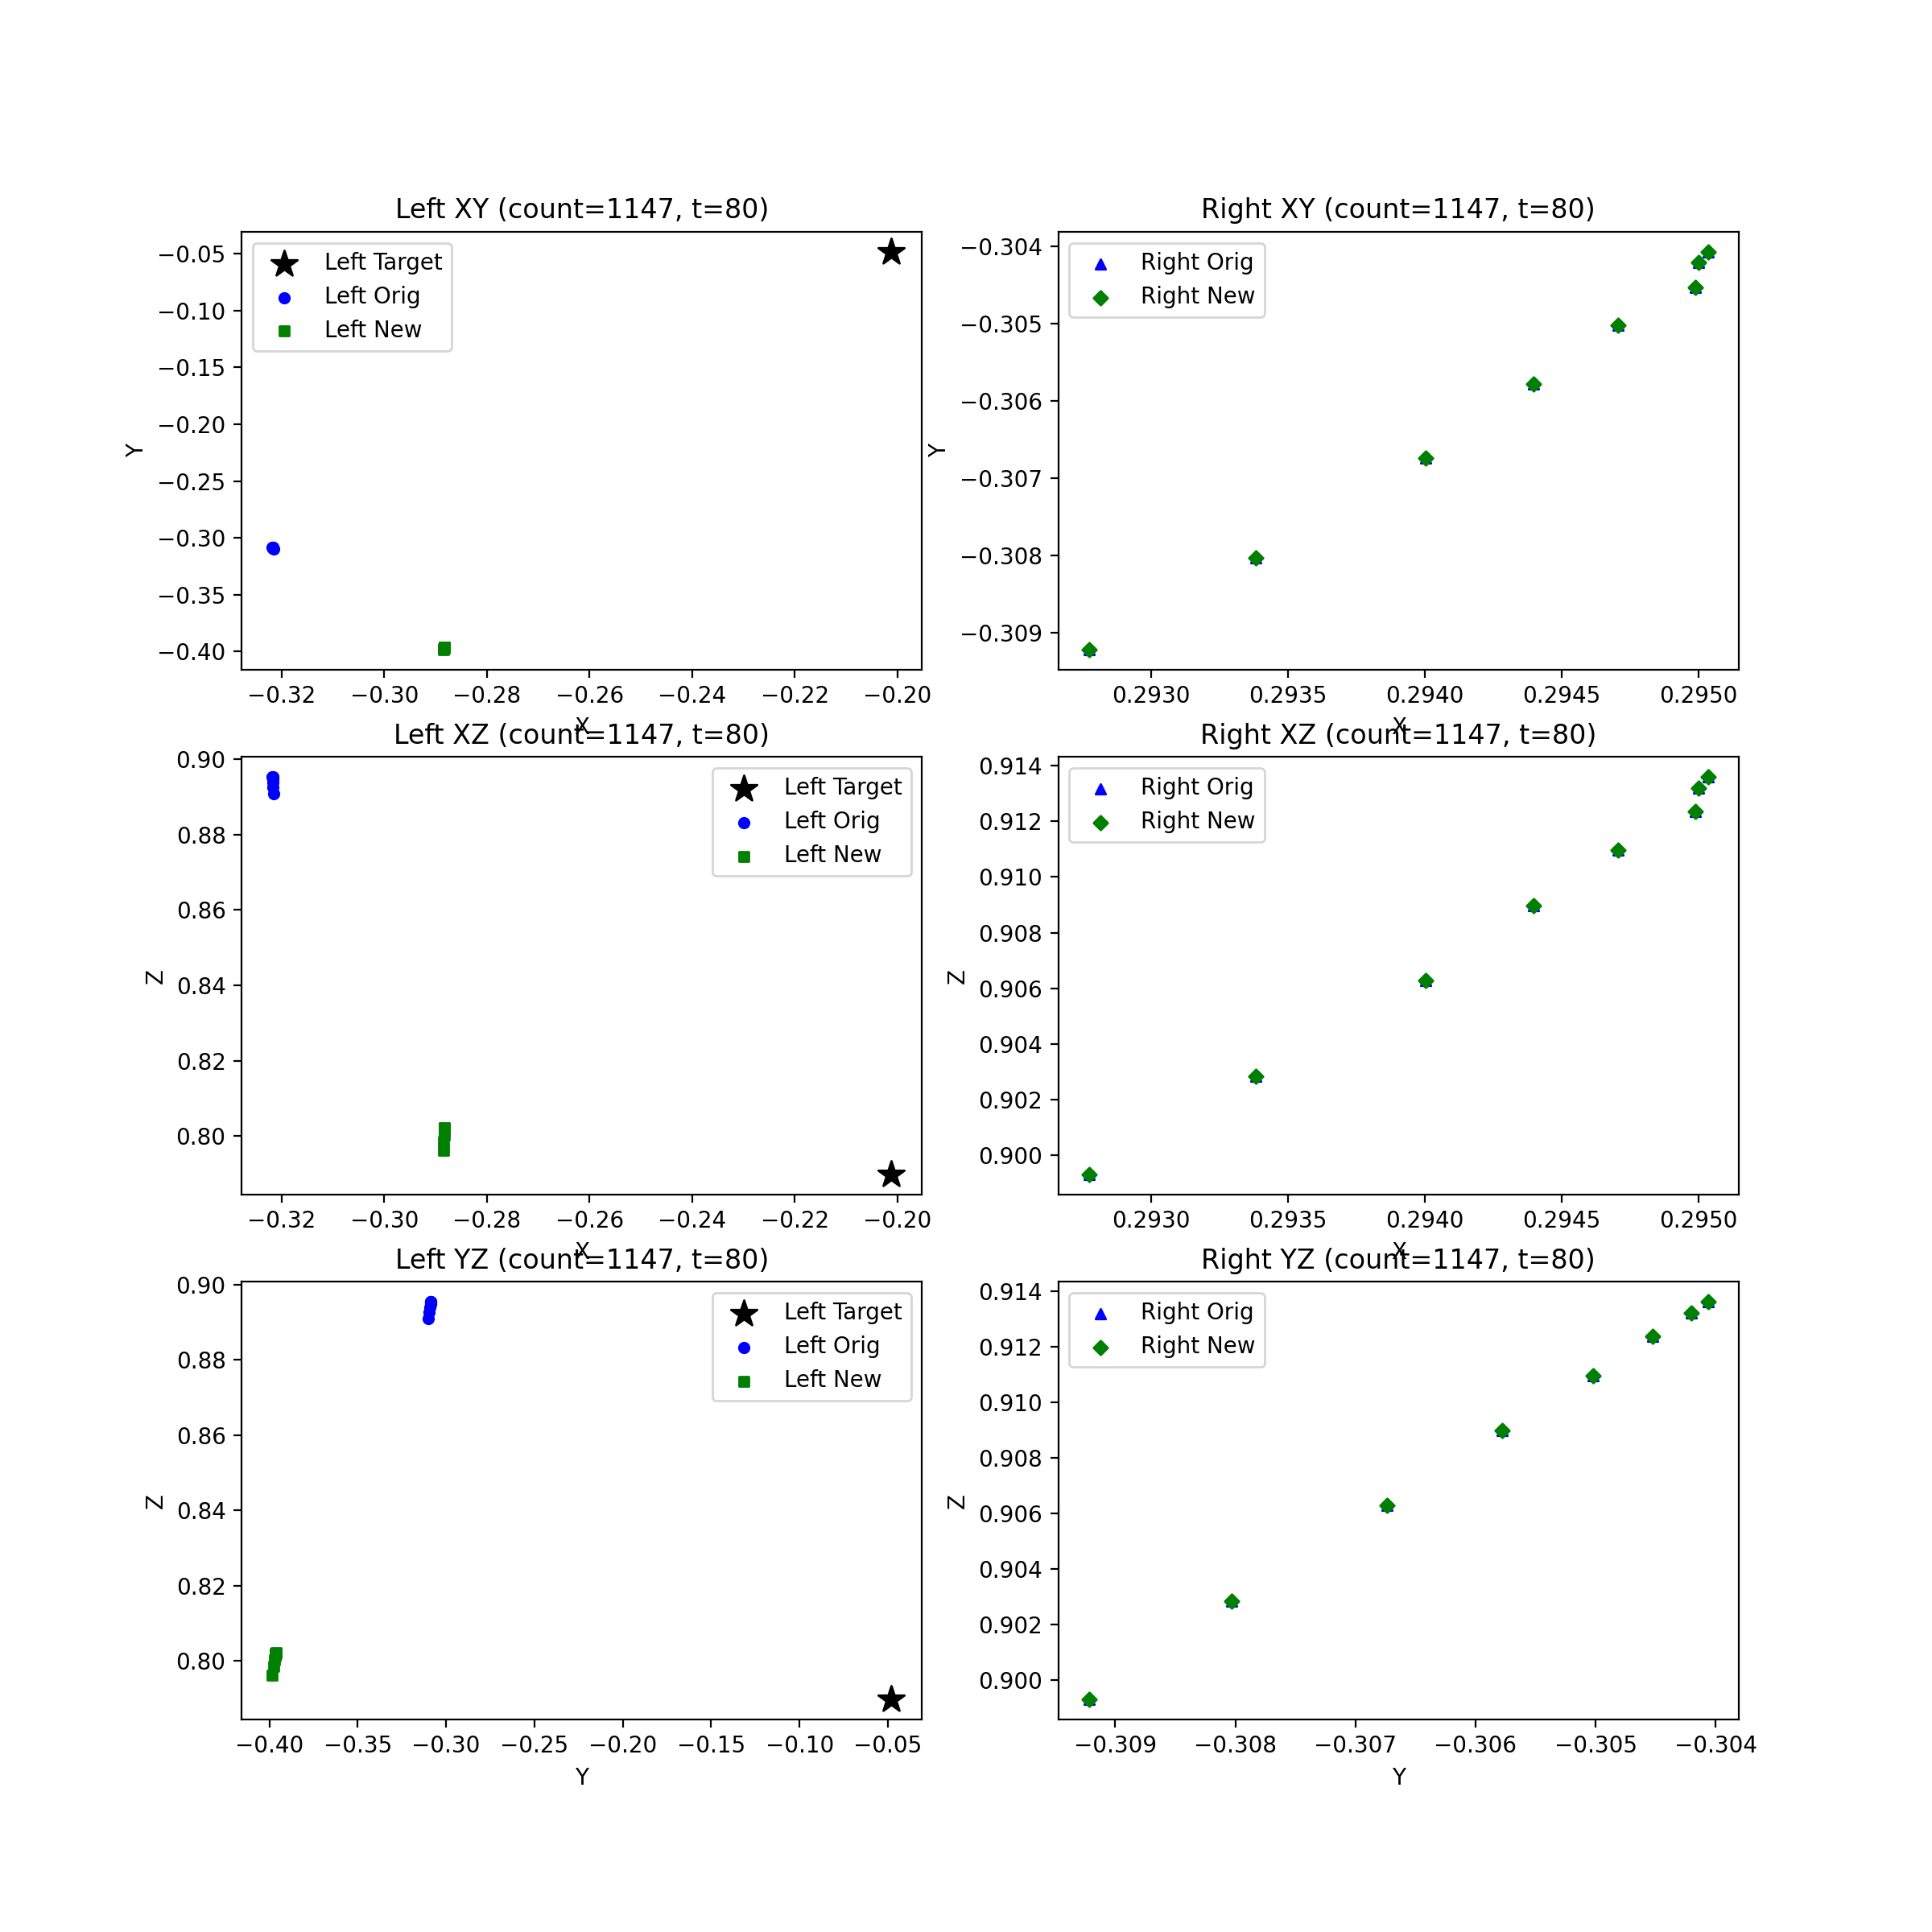 Left XY (count=1147, t=80)
Left Target
Left Orig
Left New
−0.05
−0.10
−0.15
−0.20
−0.25
−0.30
−0.35
−0.40
Y
−0.32 −0.30 −0.28 −0.26 −0.24 −0.22 −0.20
X
Right XY (count=1147, t=80)
Right Orig
Right New
−0.304
−0.305
−0.306
−0.307
−0.308
−0.309
Y
0.2930 0.2935 0.2940 0.2945 0.2950
X
Left XZ (count=1147, t=80)
Left Target
Left Orig
Left New
0.90
0.88
0.86
0.84
0.82
0.80
Z
−0.32 −0.30 −0.28 −0.26 −0.24 −0.22 −0.20
X
Right XZ (count=1147, t=80)
Right Orig
Right New
0.914
0.912
0.910
0.908
0.906
0.904
0.902
0.900
Z
0.2930 0.2935 0.2940 0.2945 0.2950
X
Left YZ (count=1147, t=80)
Left Target
Left Orig
Left New
0.90
0.88
0.86
0.84
0.82
0.80
Z
−0.40 −0.35 −0.30 −0.25 −0.20 −0.15 −0.10 −0.05
Y
Right YZ (count=1147, t=80)
Right Orig
Right New
0.914
0.912
0.910
0.908
0.906
0.904
0.902
0.900
Z
−0.309 −0.308 −0.307 −0.306 −0.305 −0.304
Y